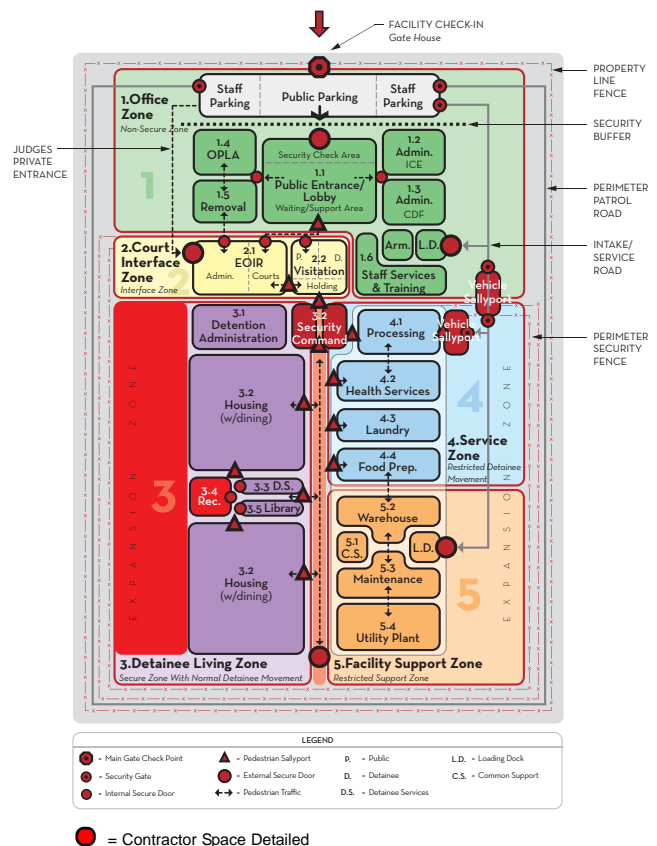 FACILITY CHECK-IN
Gate House
PROPERTY
LINE
FENCE
SECURITY
BUFFER
JUDGES
PRIVATE
ENTRANCE
PERIMETER
PATROL
ROAD
INTAKE/
SERVICE
ROAD
PERIMETER
SECURITY
FENCE
1.Office
Zone
Non-Secure Zone
1
Staff
Parking
Public Parking
Staff
Parking
1.4
OPLA
Security Check Area
1.2
Admin.
ICE
1.1
Public Entrance/
Lobby
Waiting/Support Area
1.5
Removal
1.3
Admin.
CDF
Arm.
L.D.
1.6
Staff Services
& Training
2.Court
Interface
Zone
Interface Zone
2
2.1
EOIR
Admin.
Courts
P.
D.
2.2
Visitation
Holding
Vehicle
Sallyport
3.1
Detention
Administration
3.2
Security
Command
4.1
Processing
Vehicle
Sallyport
4.2
Health Services
4
4.3
Laundry
4.Service
Zone
Restricted Detainee
Movement
4.4
Food Prep.
EXPANSION ZONE
3
3.2
Housing
(w/dining)
3.3 D.S.
3.4
Rec.
3.5 Library
3.2
Housing
(w/dining)
3.Detainee Living Zone
Secure Zone With Normal Detainee Movement
EXPANSION ZONE
5.2
Warehouse
5.1
C.S.
L.D.
5.3
Maintenance
5
5.4
Utility Plant
5.Facility Support Zone
Restricted Support Zone
LEGEND
- Main Gate Check Point
- Pedestrian Sallyport
P. - Public
L.D. - Loading Dock
- Security Gate
- External Secure Door
D. - Detainee
C.S. - Common Support
- Internal Secure Door
- Pedestrian Traffic
D.S. - Detainee Services
= Contractor Space Detailed